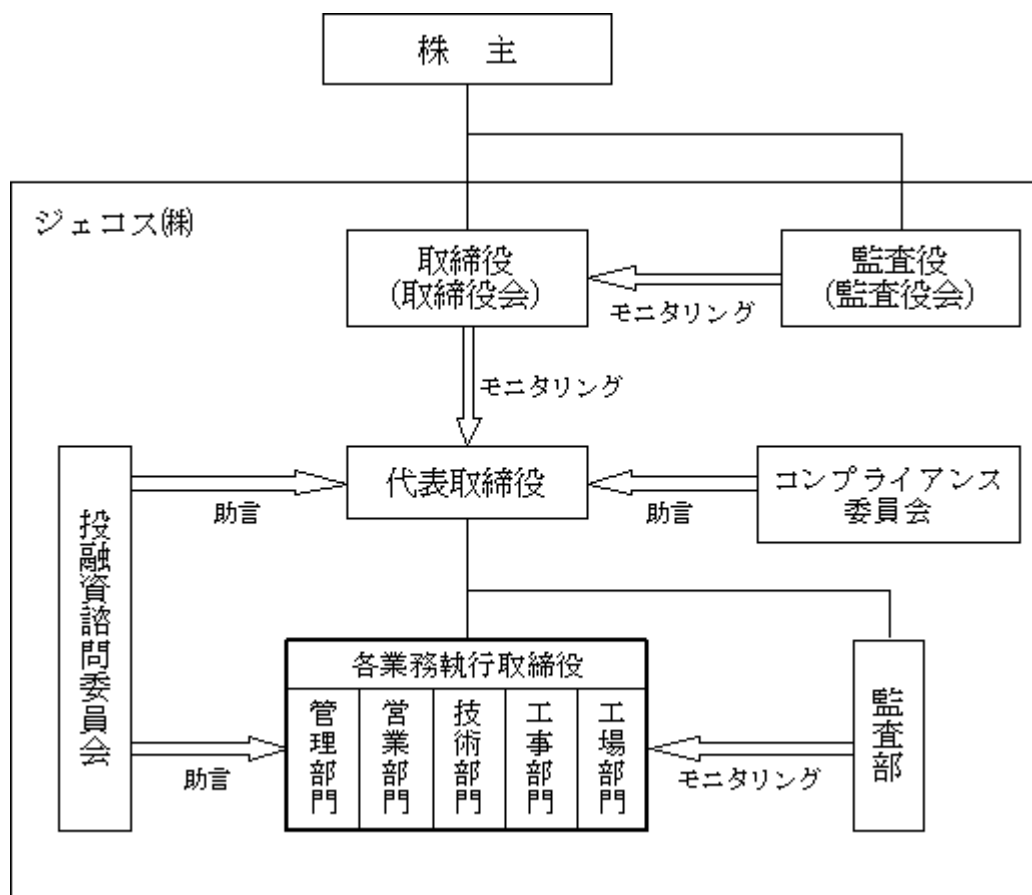 株 主
ジェコス㈱
取締役
(取締役会)
監査役
(監査役会)
モニタリング
モニタリング
代表取締役
コンプライアンス
委員会
助言
助言
投融資諮問委員会
各業務執行取締役
管理部門
営業部門
技術部門
工事部門
工場部門
監査部
助言
モニタリング